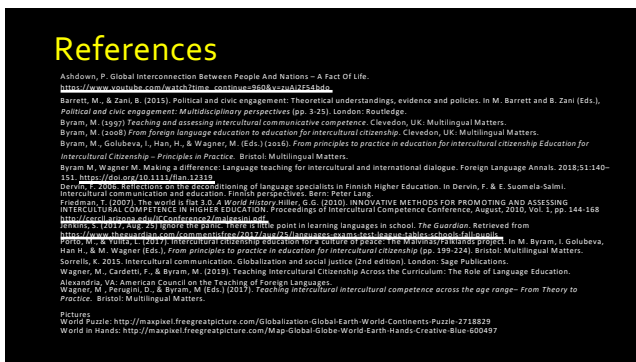 References
Ashdown, P. Global Interconnection Between People And Nations – A Fact Of Life.
https://www.youtube.com/watch?time_continue=960&v=zuAj2F54bdo
Barrett, M., & Zani, B. (2015). Political and civic engagement: Theoretical understandings, evidence and policies. In M. Barrett and B. Zani (Eds.),
Political and civic engagement: Multidisciplinary perspectives (pp. 3-25). London: Routledge.
Byram, M. (1997) Teaching and assessing intercultural communicative competence. Clevedon, UK: Multilingual Matters.
Byram, M. (2008) From foreign language education to education for intercultural citizenship. Clevedon, UK: Multilingual Matters.
Byram, M., Golubeva, I., Han, H., & Wagner, M. (Eds.) (2016). From principles to practice in education for intercultural citizenship Education for
Intercultural Citizenship – Principles in Practice. Bristol: Multilingual Matters.
Byram M, Wagner M. Making a difference: Language teaching for intercultural and international dialogue. Foreign Language Annals. 2018;51:140–
151. https://doi.org/10.1111/flan.12319
Dervin, F. 2006. Reflections on the deconditioning of language specialists in Finnish Higher Education. In Dervin, F. & E. Suomela-Salmi.
Intercultural communication and education. Finnish perspectives. Bern: Peter Lang.
Friedman, T. (2007). The world is flat 3.0. A World History.Hiller, G.G. (2010). INNOVATIVE METHODS FOR PROMOTING AND ASSESSING
INTERCULTURAL COMPETENCE IN HIGHER EDUCATION. Proceedings of Intercultural Competence Conference, August, 2010, Vol. 1, pp. 144-168
http://cercll.arizona.edu/ICConference2/malgesini.pdf
Jenkins, S. (2017, Aug. 25) Ignore the panic. There is little point in learning languages in school. The Guardian. Retrieved from
https://www.theguardian.com/commentisfree/2017/aug/25/languages-exams-test-league-tables-schools-fall-pupils
Porto, M., & Yulita, L. (2017). Intercultural citizenship education for a culture of peace: The Malvinas/Falklands project. In M. Byram, I. Golubeva,
Han H., & M. Wagner (Eds.), From principles to practice in education for intercultural citizenship (pp. 199-224). Bristol: Multilingual Matters.
Sorrells, K. 2015. Intercultural communication. Globalization and social justice (2nd edition). London: Sage Publications.
Wagner, M., Cardetti, F., & Byram, M. (2019). Teaching Intercultural Citizenship Across the Curriculum: The Role of Language Education.
Alexandria, VA: American Council on the Teaching of Foreign Languages.
Wagner, M , Perugini, D., & Byram, M (Eds.) (2017). Teaching intercultural intercultural competence across the age range– From Theory to
Practice. Bristol: Multilingual Matters.
Pictures
World Puzzle: http://maxpixel.freegreatpicture.com/Globalization-Global-Earth-World-Continents-Puzzle-2718829
World in Hands: http://maxpixel.freegreatpicture.com/Map-Global-Globe-World-Earth-Hands-Creative-Blue-600497